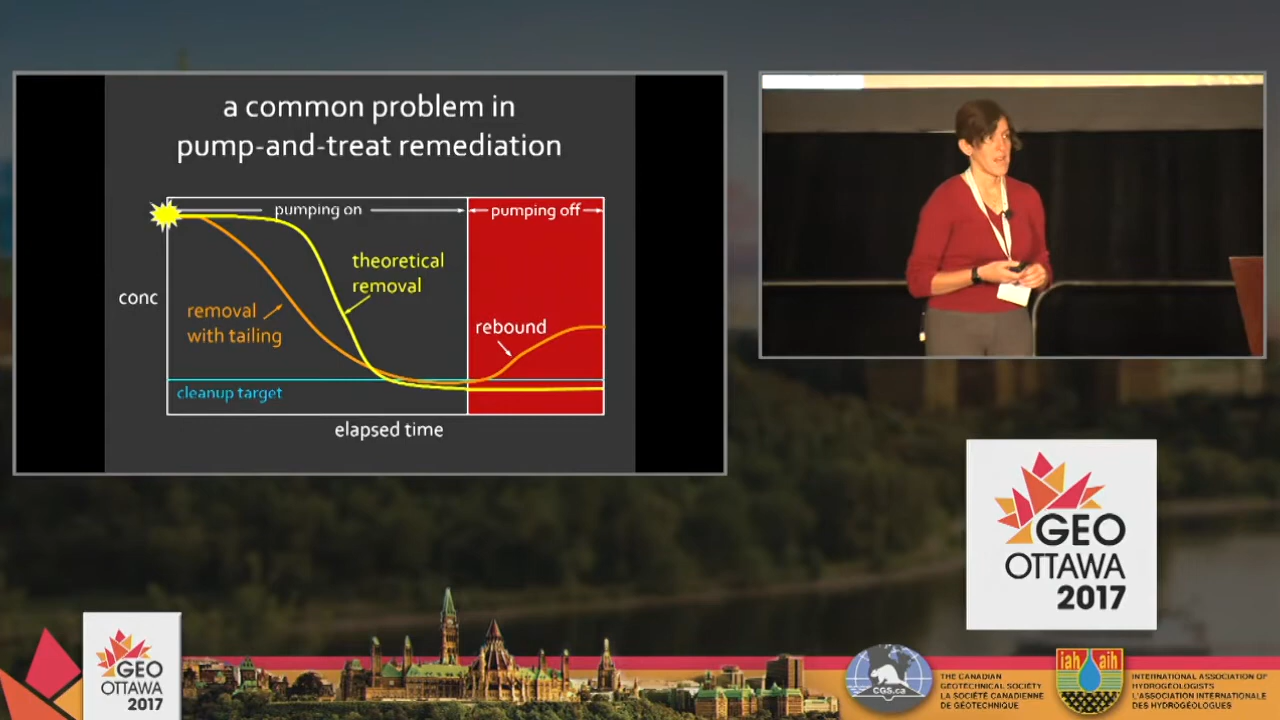 a common problem in
pump-and-treat remediation
pumping on
pumping off
theoretical
removal
conc
removal
with tailing
rebound
cleanup target
elapsed time
GEO
OTTAWA
2017
GEO
OTTAWA
2017
CGS.ca
THE CANADIAN
GEOTECHNICAL SOCIETY
LA SOCIÉTÉ CANADIENNE
DE GÉOTECHNIQUE
iah aih
INTERNATIONAL ASSOCIATION OF
HYDROGEOLOGISTS
L'ASSOCIATION INTERNATIONALE
DES HYDROGÉOLOGUES